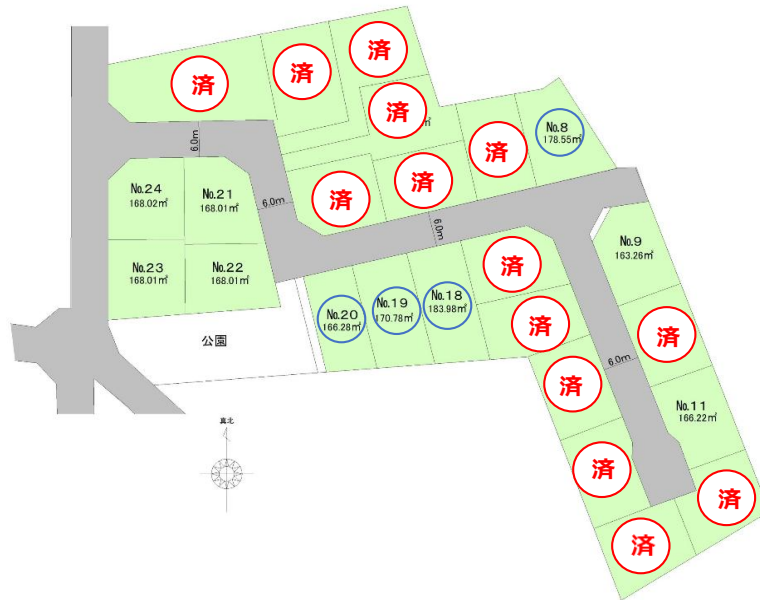 済
済
済
済
㎡
済
済
済
No.8
178.55㎡
6.0m
6.0m
6.0m
No.24
168.02㎡
No.21
168.01㎡
No.23
168.01㎡
No.22
168.01㎡
No.9
163.26㎡
済
No.18
183.98㎡
No.19
170.78㎡
No.20
166.28㎡
済
済
公園
済
6.0m
No.11
166.22㎡
済
済
済
真北